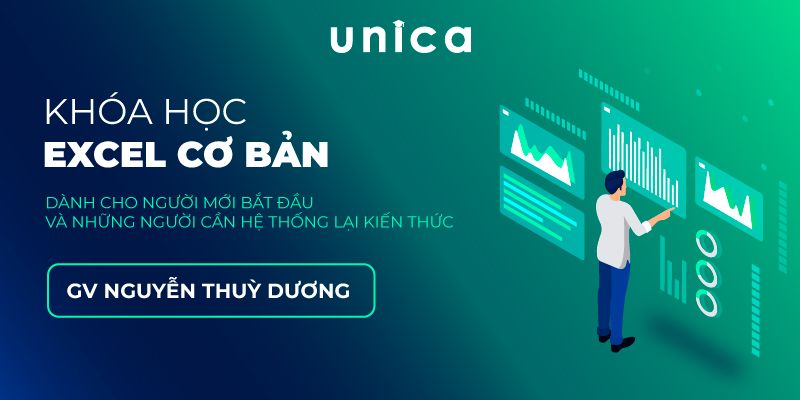 unica
KHÓA HỌC
EXCEL CƠ BẢN
DÀNH CHO NGƯỜI MỚI BẮT ĐẦU
VÀ NHỮNG NGƯỜI CẦN HỆ THỐNG LẠI KIẾN THỨC
GV NGUYỄN THUỲ DƯƠNG